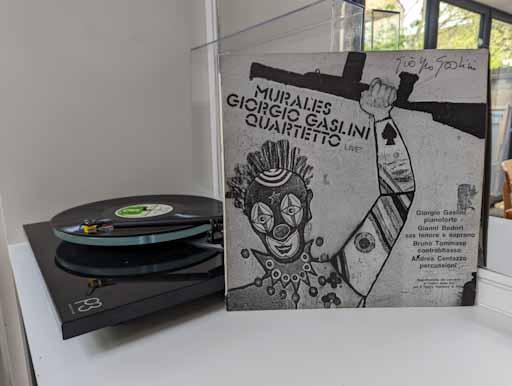 Giorgio Gaslini
MURALES
GIORGIO GASLINI
QUARTETTO
LIVE!
Giorgio Gaslini
pianoforte
Gianni Bedori
sax tenore e soprano
Bruno Tommaso
contrabbasso
Andrea Centazzo
percussioni
P3